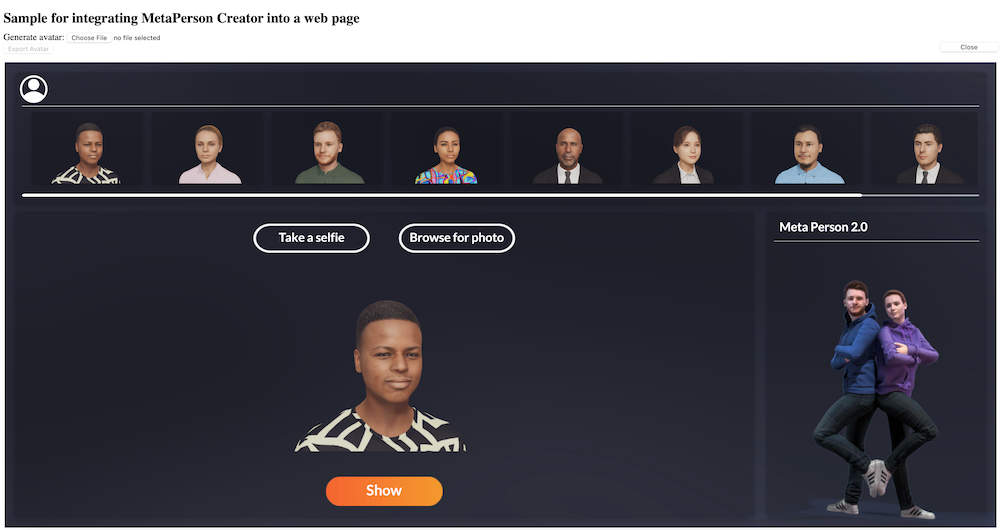 Sample for integrating MetaPerson Creator into a web page
Generate avatar: Choose File no file selected
Export Avatar
Close
Take a selfie
Browse for photo
Meta Person 2.0
Show